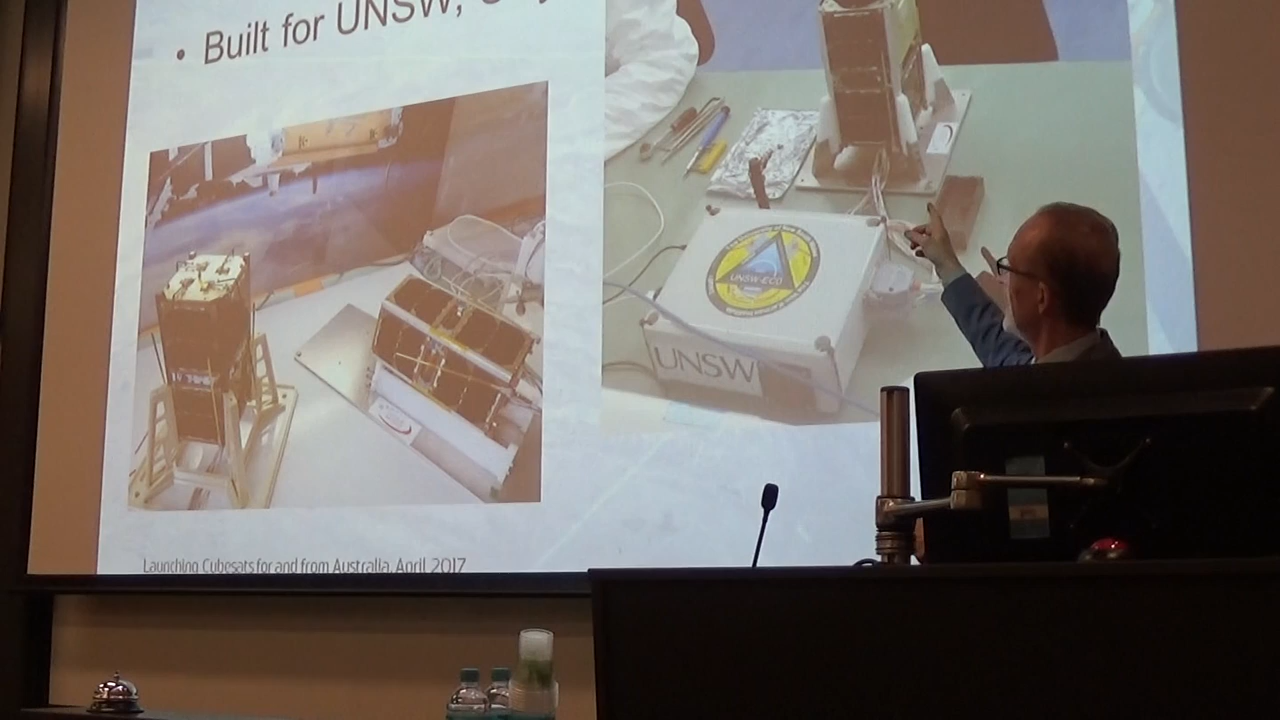 • Built for UNSW,
UNSW-EC0
UNSW
Launching Cubesats for and from Australia, April 2017